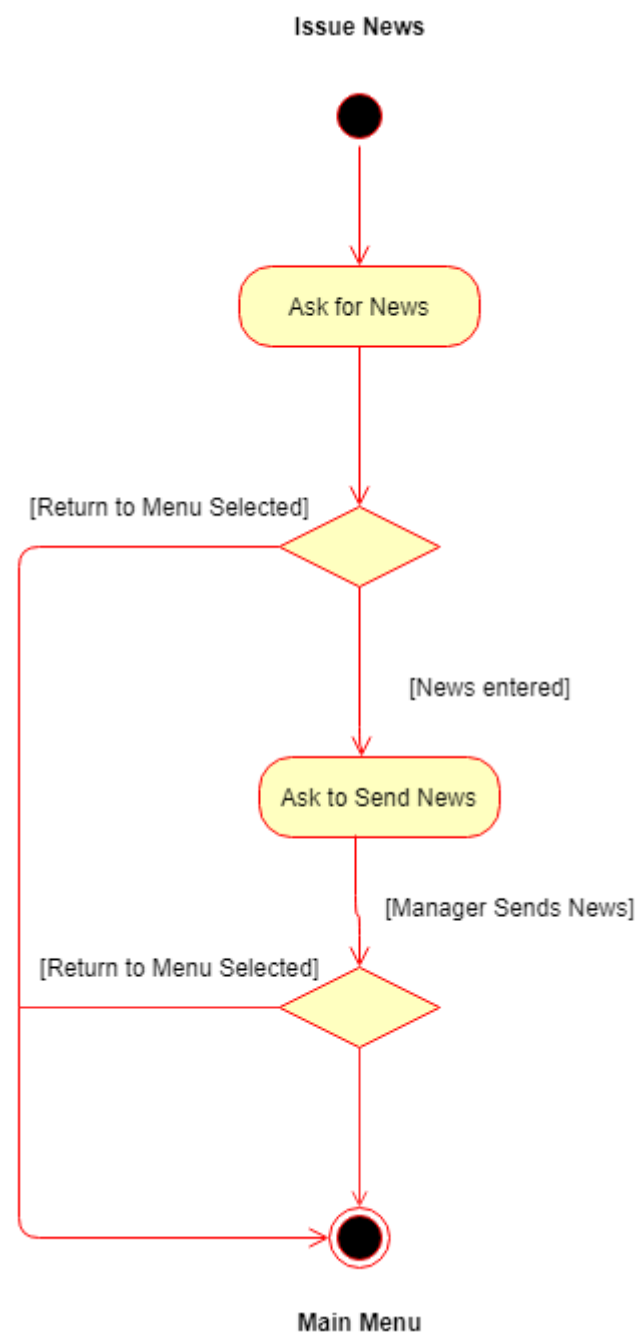 Issue News
Ask for News
[Return to Menu Selected]
[News entered]
Ask to Send News
[Manager Sends News]
[Return to Menu Selected]
Main Menu